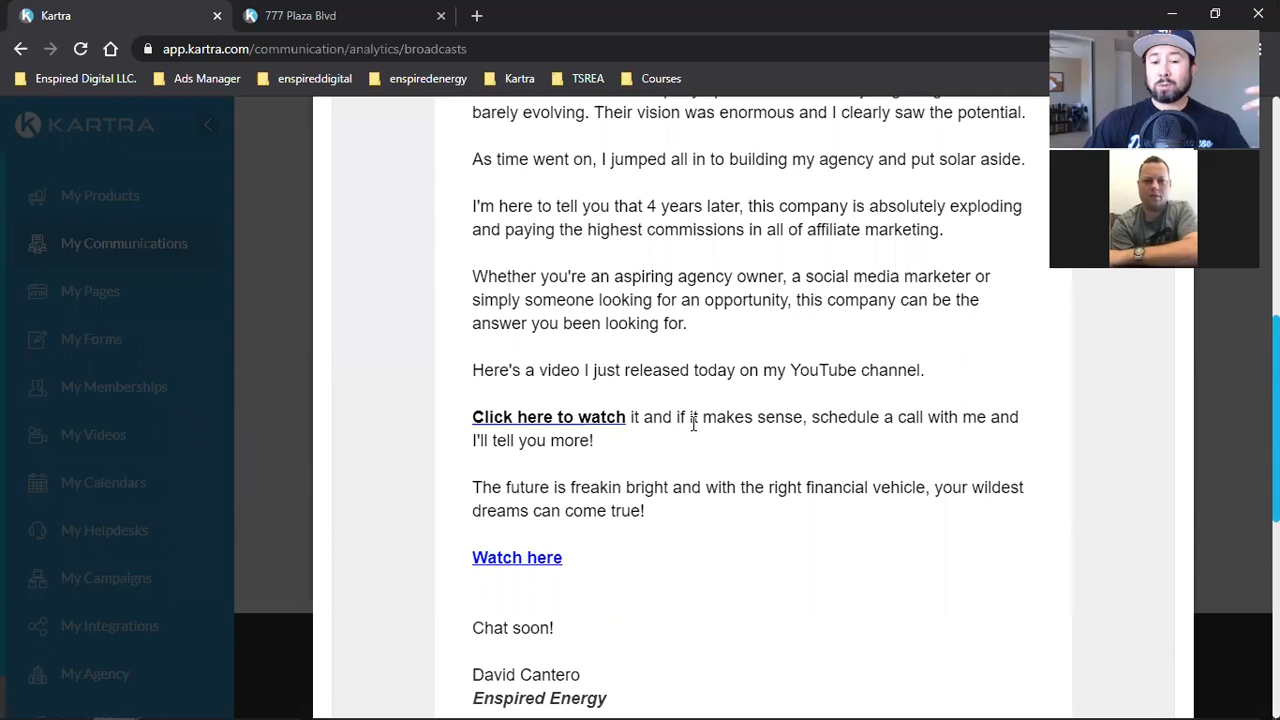 Kartra
777 Plaza Blvd
app.kartra.com/communication/analytics/broadcasts
Enspired Digital LLC. Ads Manager enspireddigital enspiredenergy Kartra TSREA Courses
KARTRA
My Products
My Communications
My Pages
My Forms
My Memberships
My Videos
My Calendars
My Helpdesks
My Campaigns
My Integrations
My Agency
barely evolving. Their vision was enormous and I clearly saw the potential.
As time went on, I jumped all in to building my agency and put solar aside.
I'm here to tell you that 4 years later, this company is absolutely exploding
and paying the highest commissions in all of affiliate marketing.
Whether you're an aspiring agency owner, a social media marketer or
simply someone looking for an opportunity, this company can be the
answer you been looking for.
Here's a video I just released today on my YouTube channel.
Click here to watch it and if it makes sense, schedule a call with me and
I'll tell you more!
The future is freakin bright and with the right financial vehicle, your wildest
dreams can come true!
Watch here
Chat soon!
David Cantero
Enspired Energy